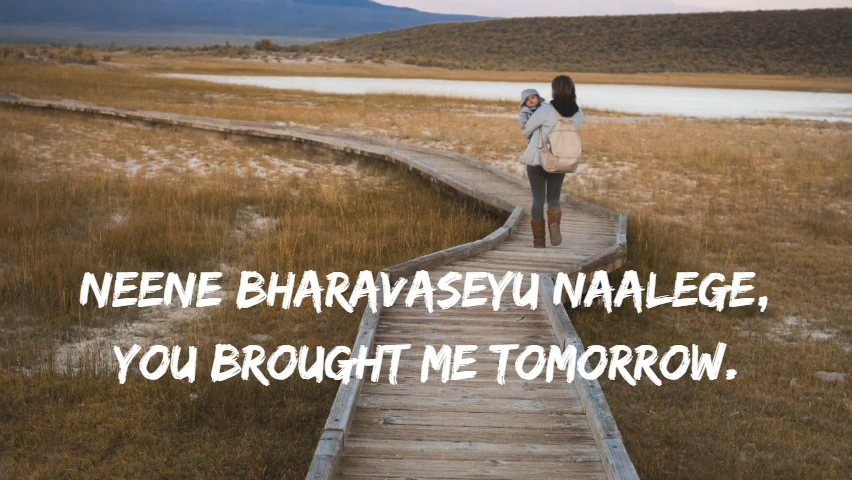 NEENE BHARAVASEYU NAALEGE,
YOU BROUGHT ME TOMORROW.